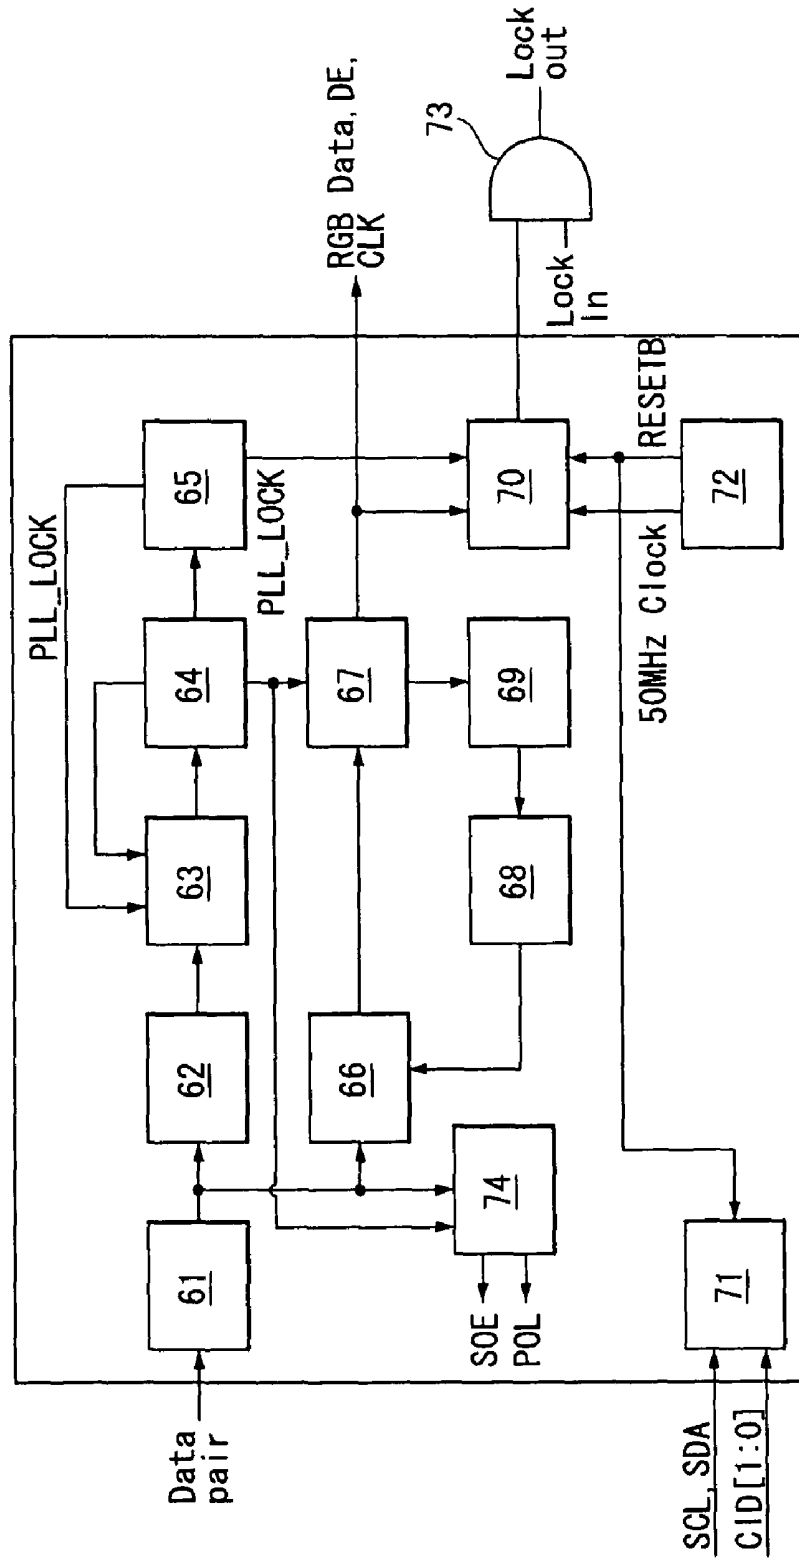 Data
pair
61
62
63
64
65
PLL_LOCK
PLL_LOCK
66
67
68
69
RGB Data, DE,
CLK
74
SOE
POL
70
73
Lock
out
Lock
In
RESETB
50MHz Clock
72
71
SCL, SDA
CID[1:0]